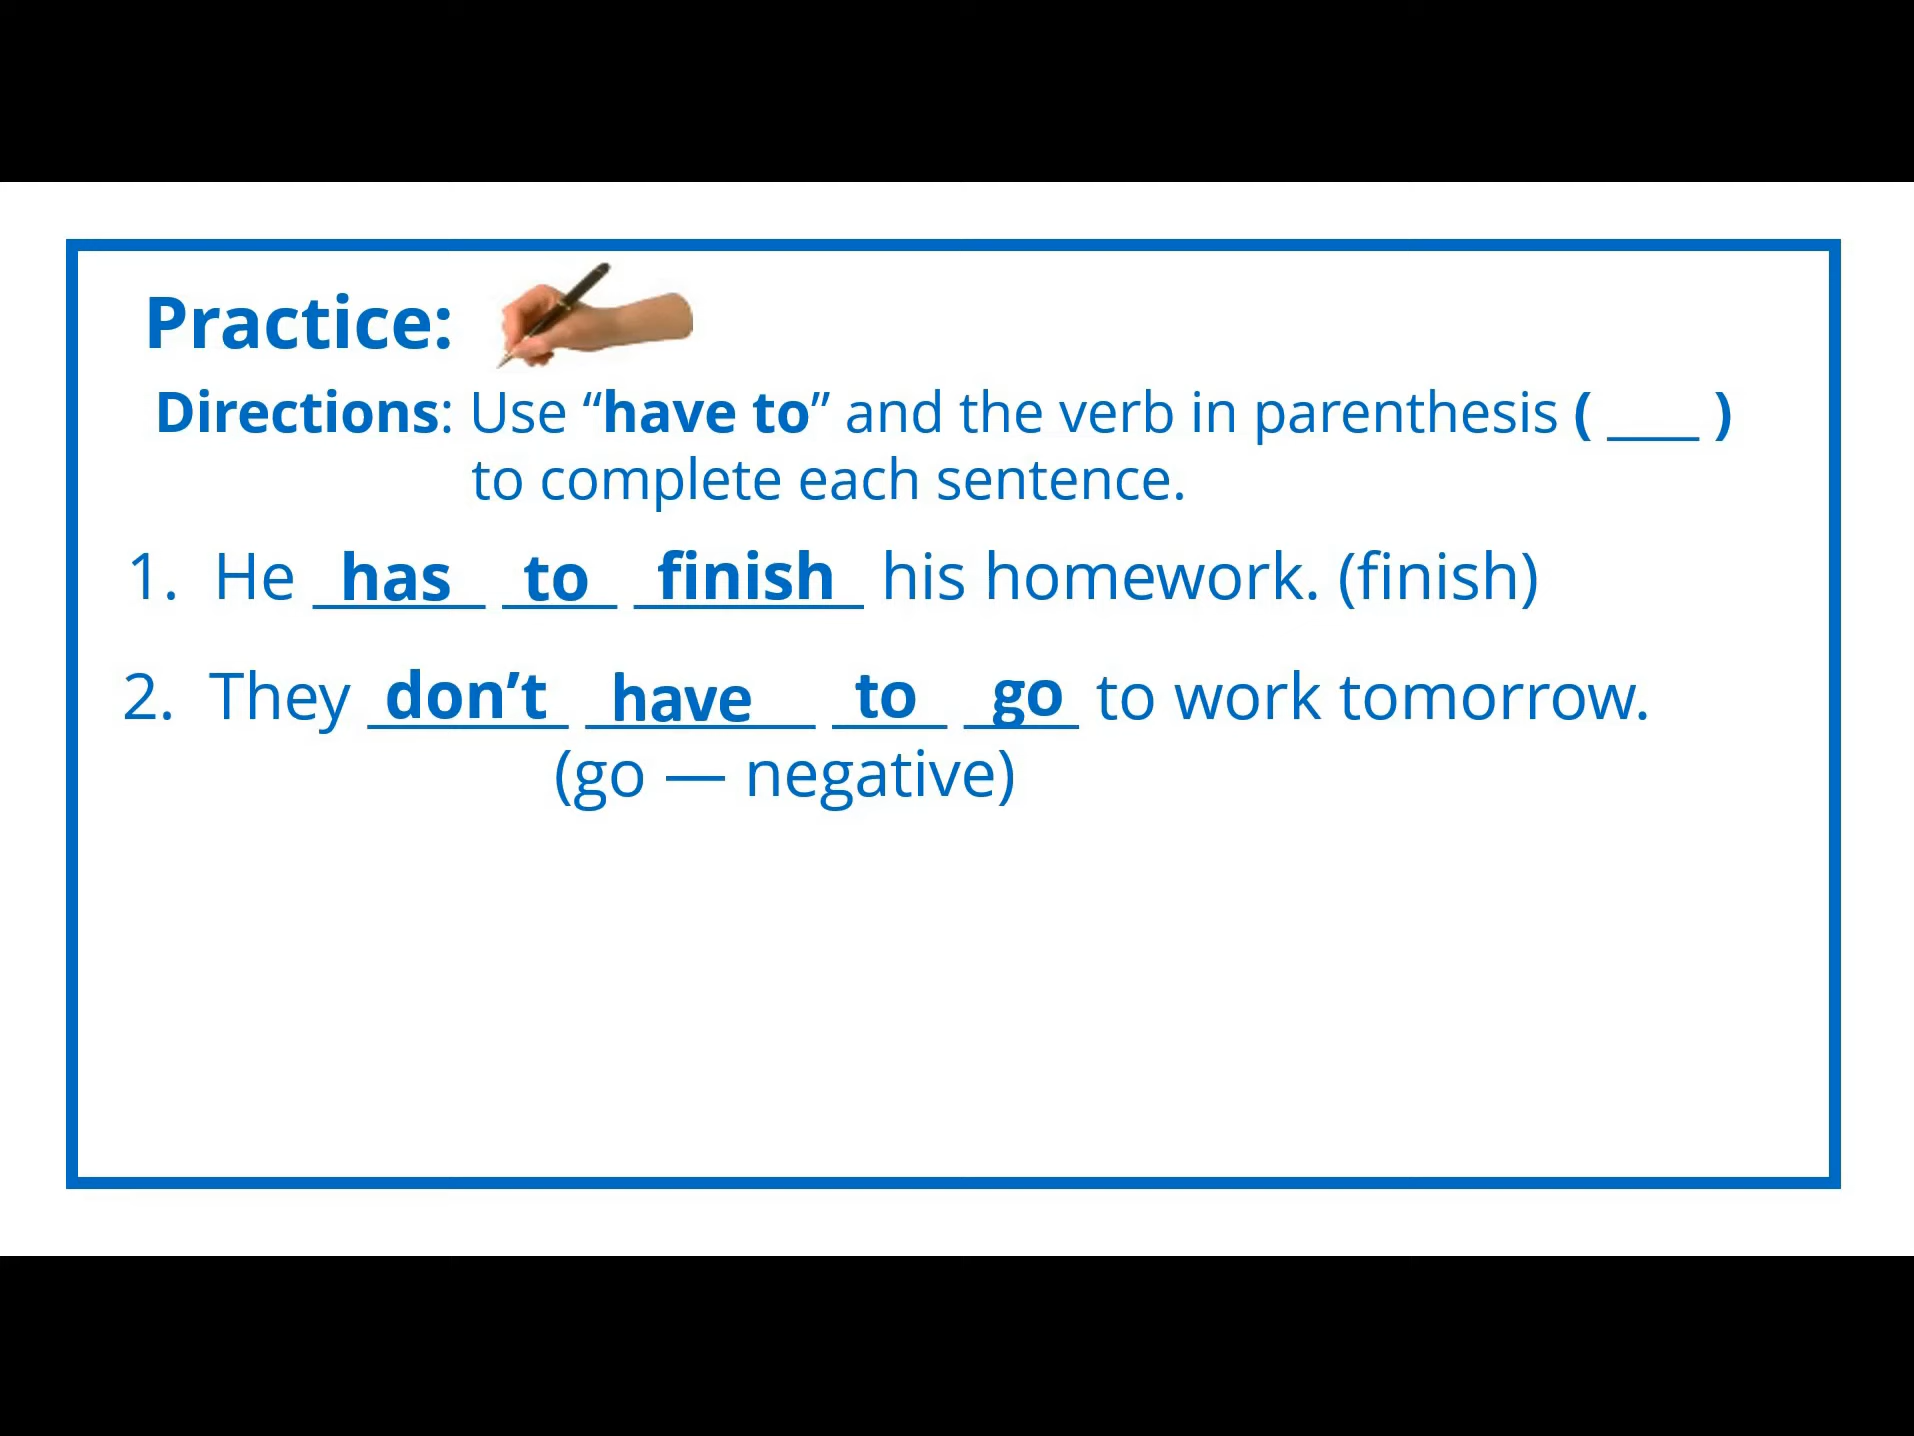 Practice:
Directions: Use “have to” and the verb in parenthesis ( ____ )
to complete each sentence.
1. He has to finish his homework. (finish)
2. They don’t have to go to work tomorrow.
(go — negative)